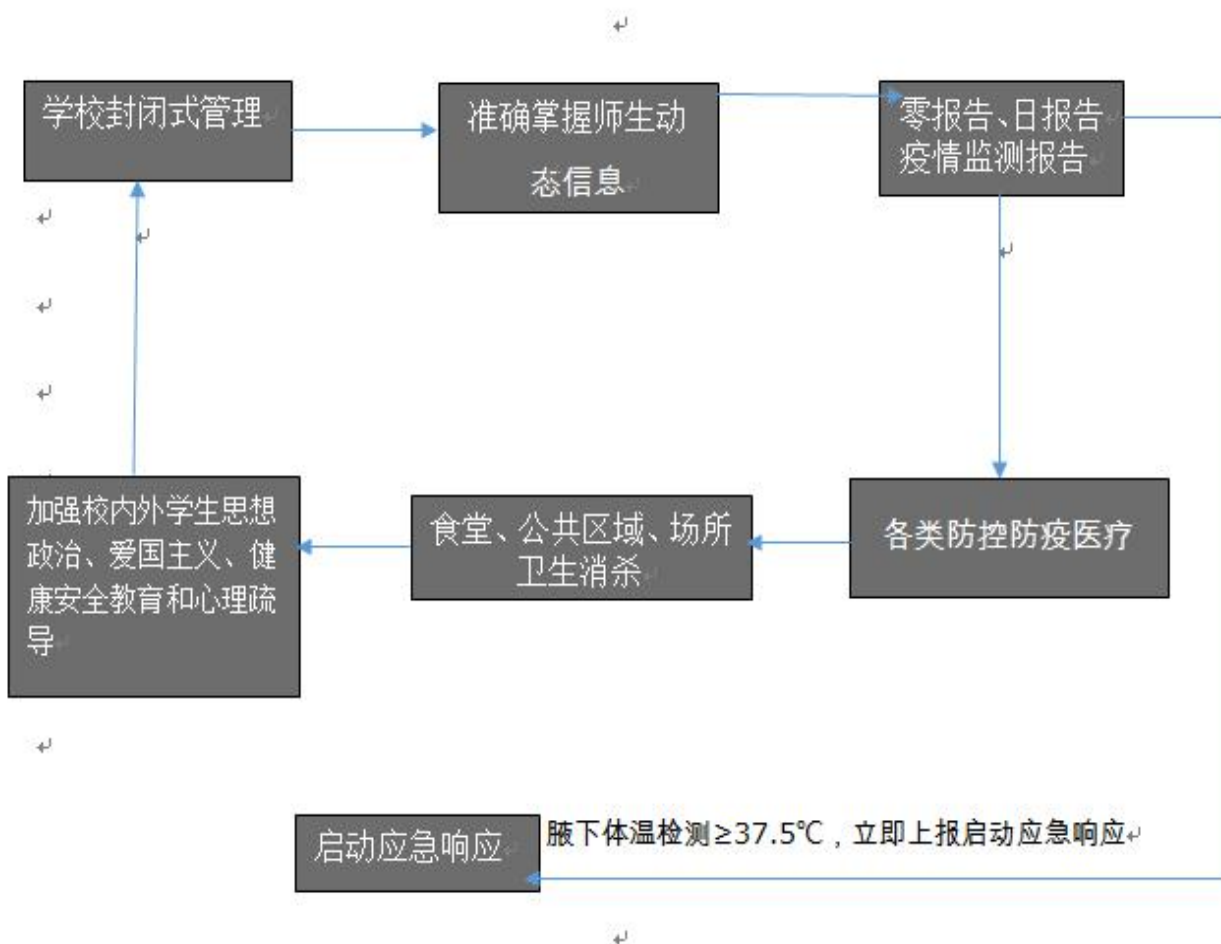 学校封闭式管理
准确掌握师生动
态信息
零报告、日报告
疫情监测报告
加强校内外学生思想
政治、爱国主义、健
康安全教育和心理疏
导
食堂、公共区域、场所
卫生消杀
各类防控防疫医疗
启动应急响应
腋下体温检测≥37.5℃，立即上报启动应急响应